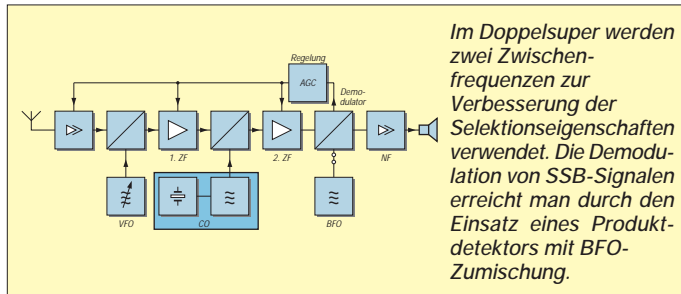 Regelung
AGC
Demo-
dulator
1. ZF
2. ZF
NF
VFO
CO
BFO
Im Doppelsuper werden
zwei Zwischen-
frequenzen zur
Verbesserung der
Selektionseigenschaften
verwendet. Die Demodu-
lation von SSB-Signalen
erreicht man durch den
Einsatz eines Produkt-
detektors mit BFO-
Zumischung.